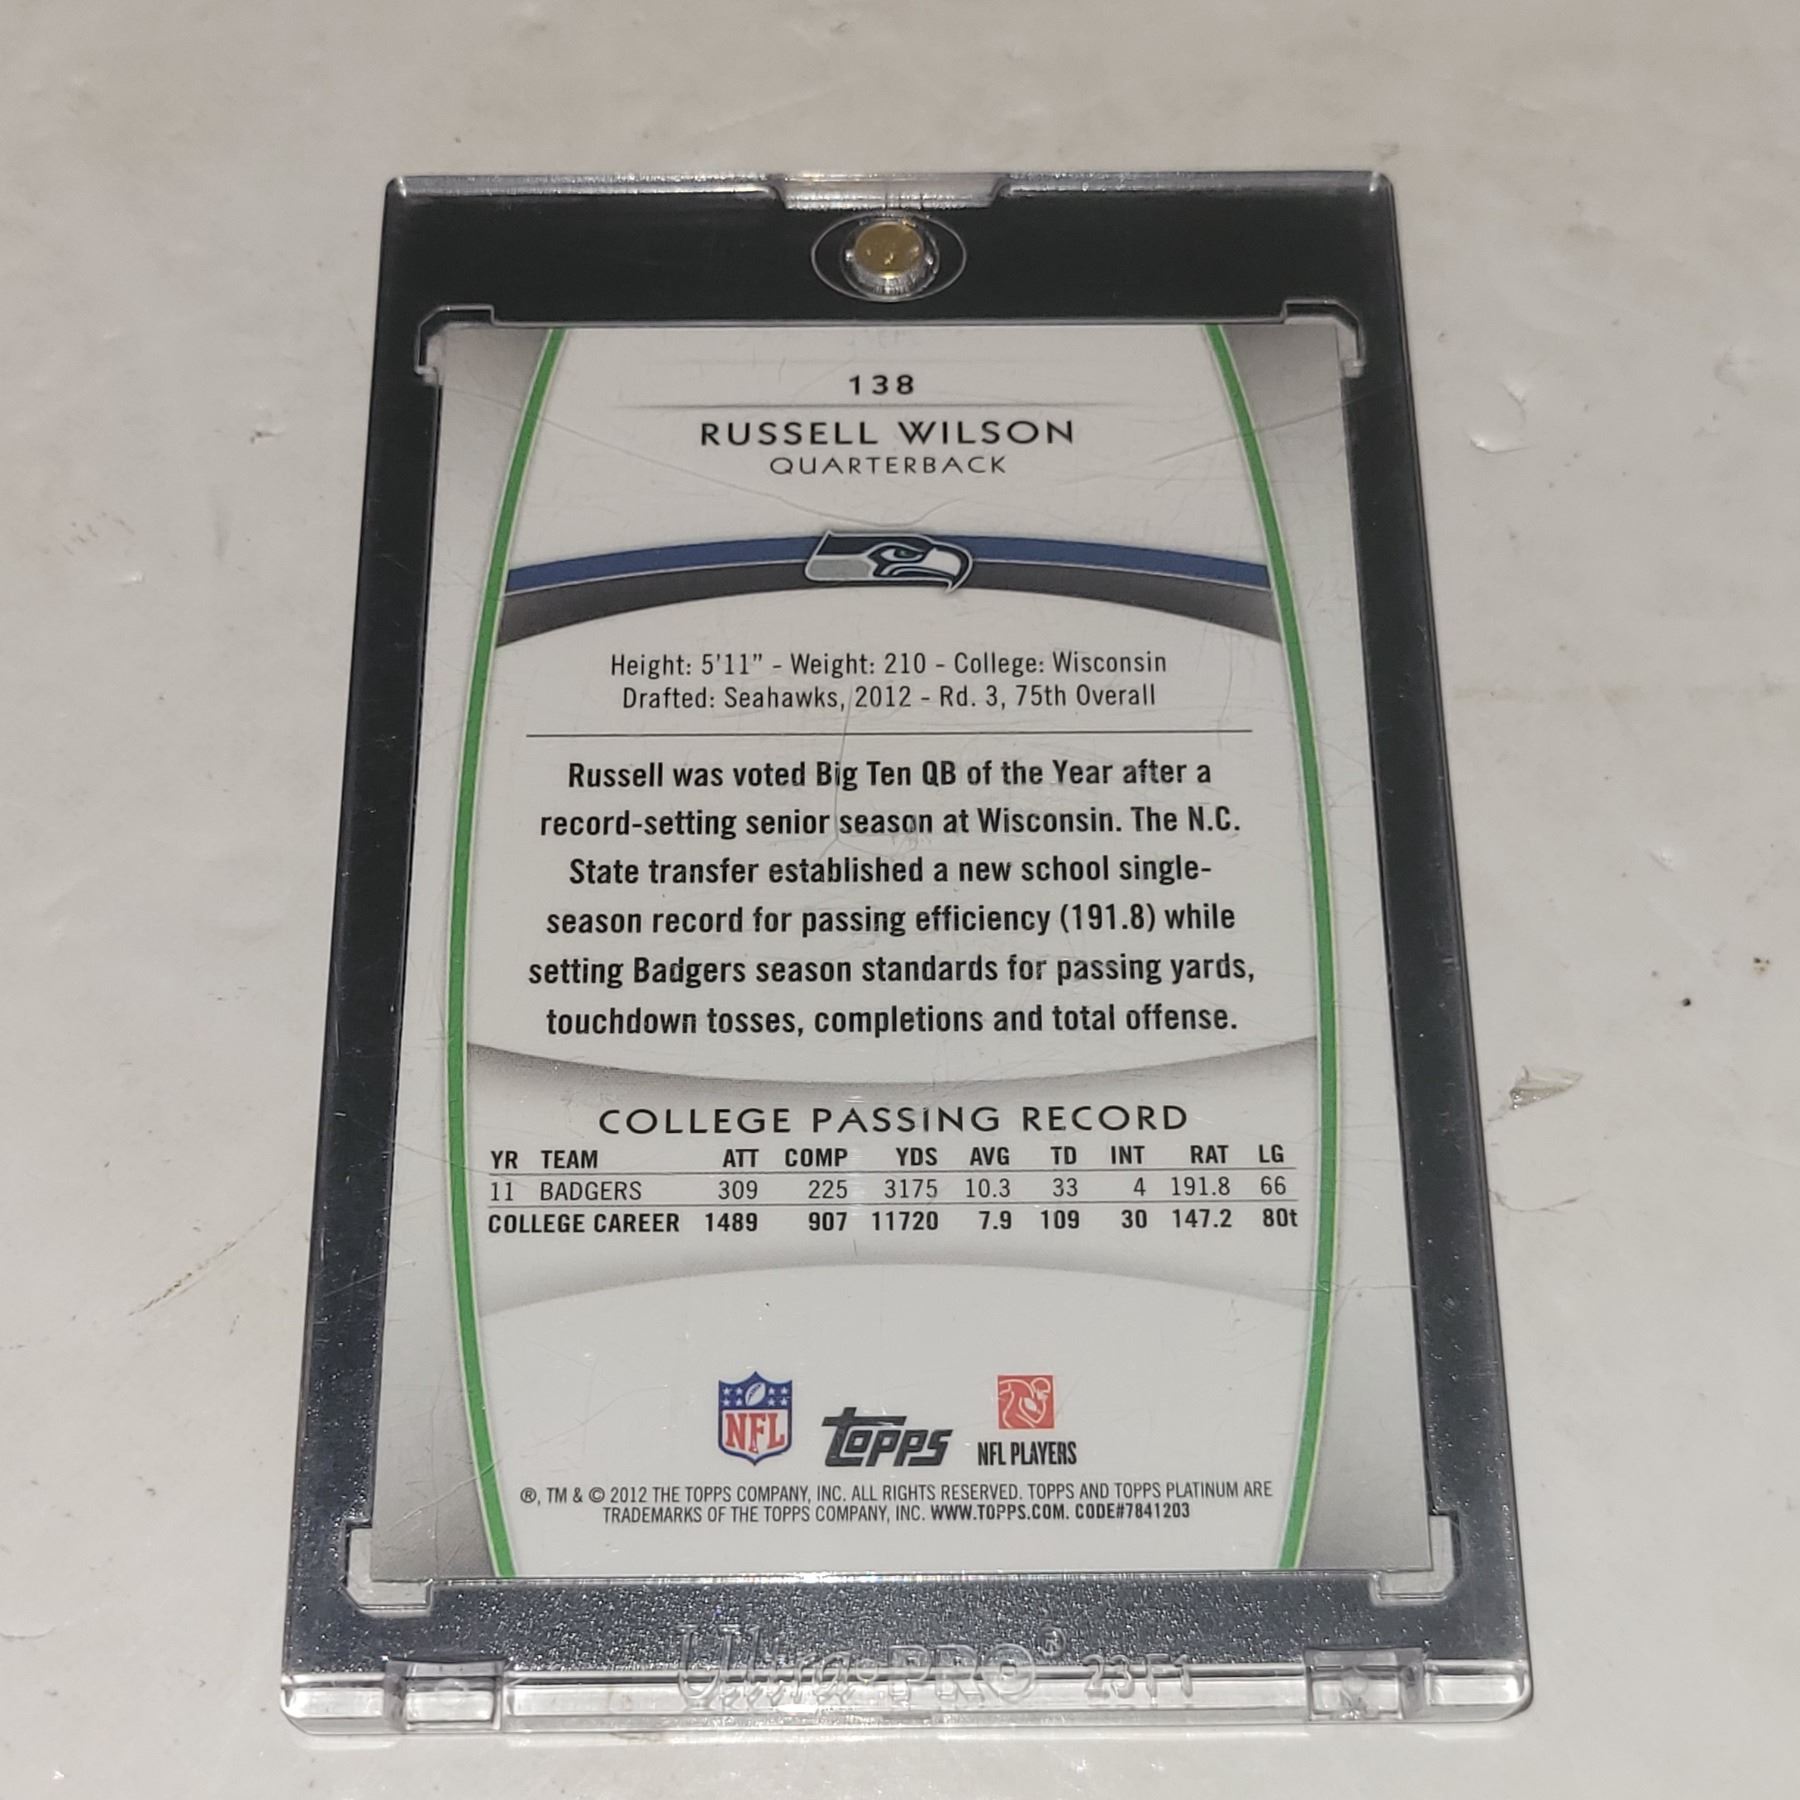 138
RUSSELL WILSON
QUARTERBACK
Height: 5'11" - Weight: 210 - College: Wisconsin
Drafted: Seahawks, 2012 - Rd. 3, 75th Overall
Russell was voted Big Ten QB of the Year after a
record-setting senior season at Wisconsin. The N.C.
State transfer established a new school single-
season record for passing efficiency (191.8) while
setting Badgers season standards for passing yards,
touchdown tosses, completions and total offense.
COLLEGE PASSING RECORD
YR TEAM ATT COMP YDS AVG TD INT RAT LG
11 BADGERS 309 225 3175 10.3 33 4 191.8 66
COLLEGE CAREER 1489 907 11720 7.9 109 30 147.2 80t
NFL
Topps
NFL PLAYERS
®, TM & © 2012 THE TOPPS COMPANY, INC. ALL RIGHTS RESERVED. TOPPS AND TOPPS PLATINUM ARE
TRADEMARKS OF THE TOPPS COMPANY, INC. WWW.TOPPS.COM. CODE#7841203
Ultra•PRO® 23F1